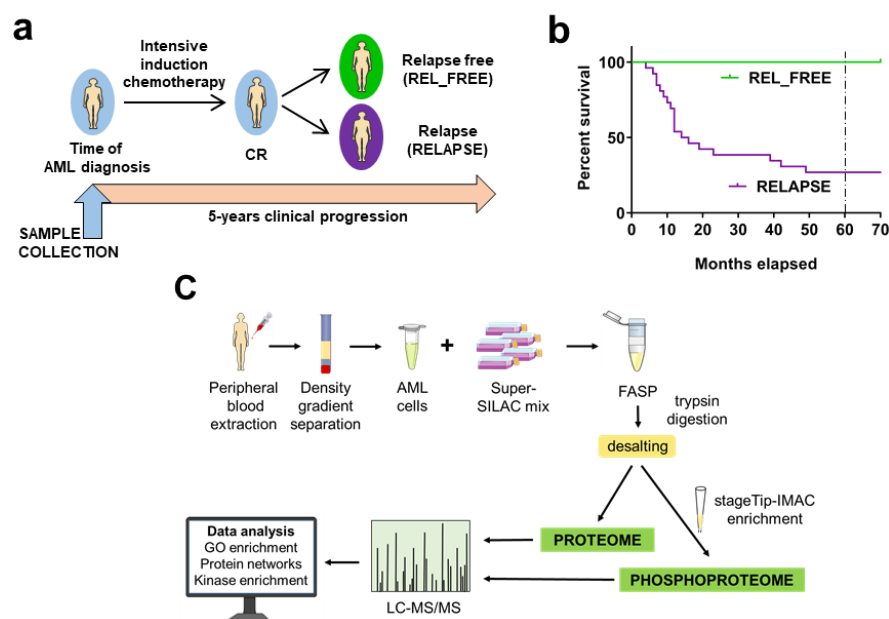 a
Intensive
induction
chemotherapy
Relapse free
(REL_FREE)
Time of
AML diagnosis
CR
Relapse
(RELAPSE)
5-years clinical progression
SAMPLE
COLLECTION
b
Percent survival
100
50
0
REL_FREE
RELAPSE
0 10 20 30 40 50 60 70
Months elapsed
c
Peripheral
blood
extraction
Density
gradient
separation
AML
cells
+
Super-
SILAC mix
FASP
trypsin
digestion
desalting
stageTip-IMAC
enrichment
PROTEOME
PHOSPHOPROTEOME
LC-MS/MS
Data analysis
GO enrichment
Protein networks
Kinase enrichment